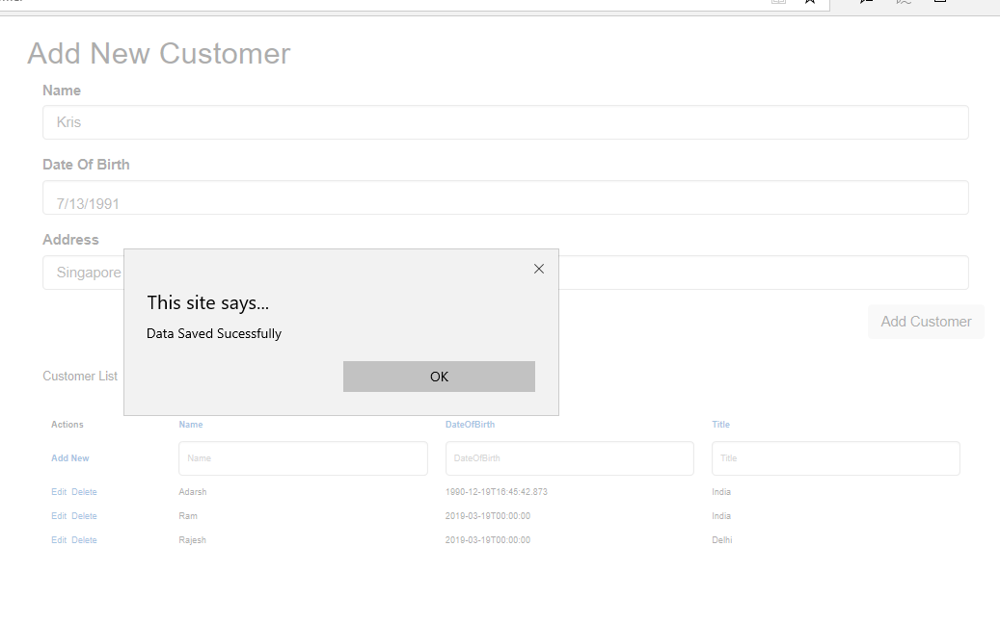 Add New Customer
Name
Kris
Date Of Birth
7/13/1991
Address
Singapore
This site says...
Data Saved Sucessfully
OK
Add Customer
Customer List
Actions Name DateOfBirth Title
Add New Name DateOfBirth Title
Edit Delete Adarsh 1990-12-19T16:45:42.873 India
Edit Delete Ram 2019-03-19T00:00:00 India
Edit Delete Rajesh 2019-03-19T00:00:00 Delhi